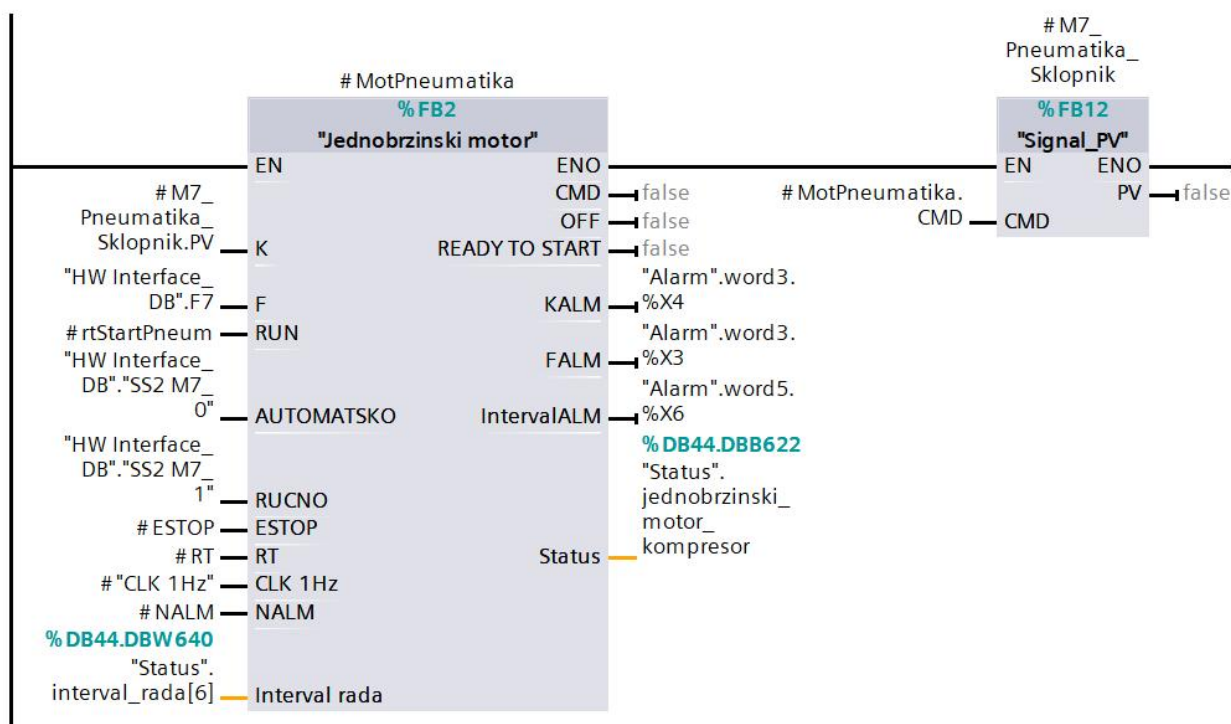 #MotPneumatika
%FB2
"Jednobrzinski motor"
EN
ENO
#M7_
Pneumatika_
Sklopnik.PV
K
"HW Interface_
DB".F7
F
#rtStartPneum
RUN
"HW Interface_
DB"."SS2 M7_
0"
AUTOMATSKO
"HW Interface_
DB"."SS2 M7_
1"
RUCNO
#ESTOP
ESTOP
#RT
RT
#"CLK 1Hz"
CLK 1Hz
#NALM
NALM
%DB44.DBW640
"Status".
interval_rada[6]
Interval rada
CMD
false
OFF
false
READY TO START
false
"Alarm".word3.
KALM
%X4
"Alarm".word3.
FALM
%X3
"Alarm".word5.
IntervalALM
%X6
%DB44.DBB622
"Status".
jednobrzinski_
motor_
Status
kompresor
#M7_
Pneumatika_
Sklopnik
%FB12
"Signal_PV"
EN
ENO
#MotPneumatika.
CMD
CMD
PV
false